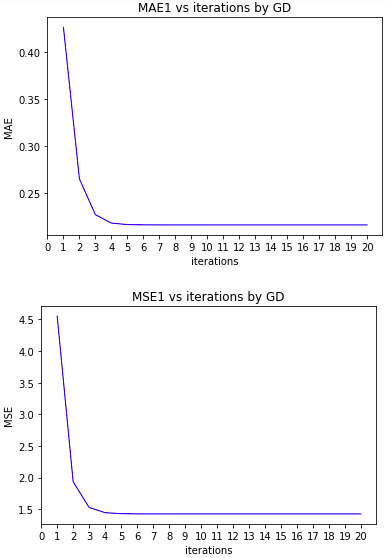 MAE1 vs iterations by GD
0.40
0.35
0.30
0.25
MAE
0 1 2 3 4 5 6 7 8 9 10 11 12 13 14 15 16 17 18 19 20
iterations
MSE1 vs iterations by GD
4.5
4.0
3.5
3.0
2.5
2.0
1.5
MSE
0 1 2 3 4 5 6 7 8 9 10 11 12 13 14 15 16 17 18 19 20
iterations